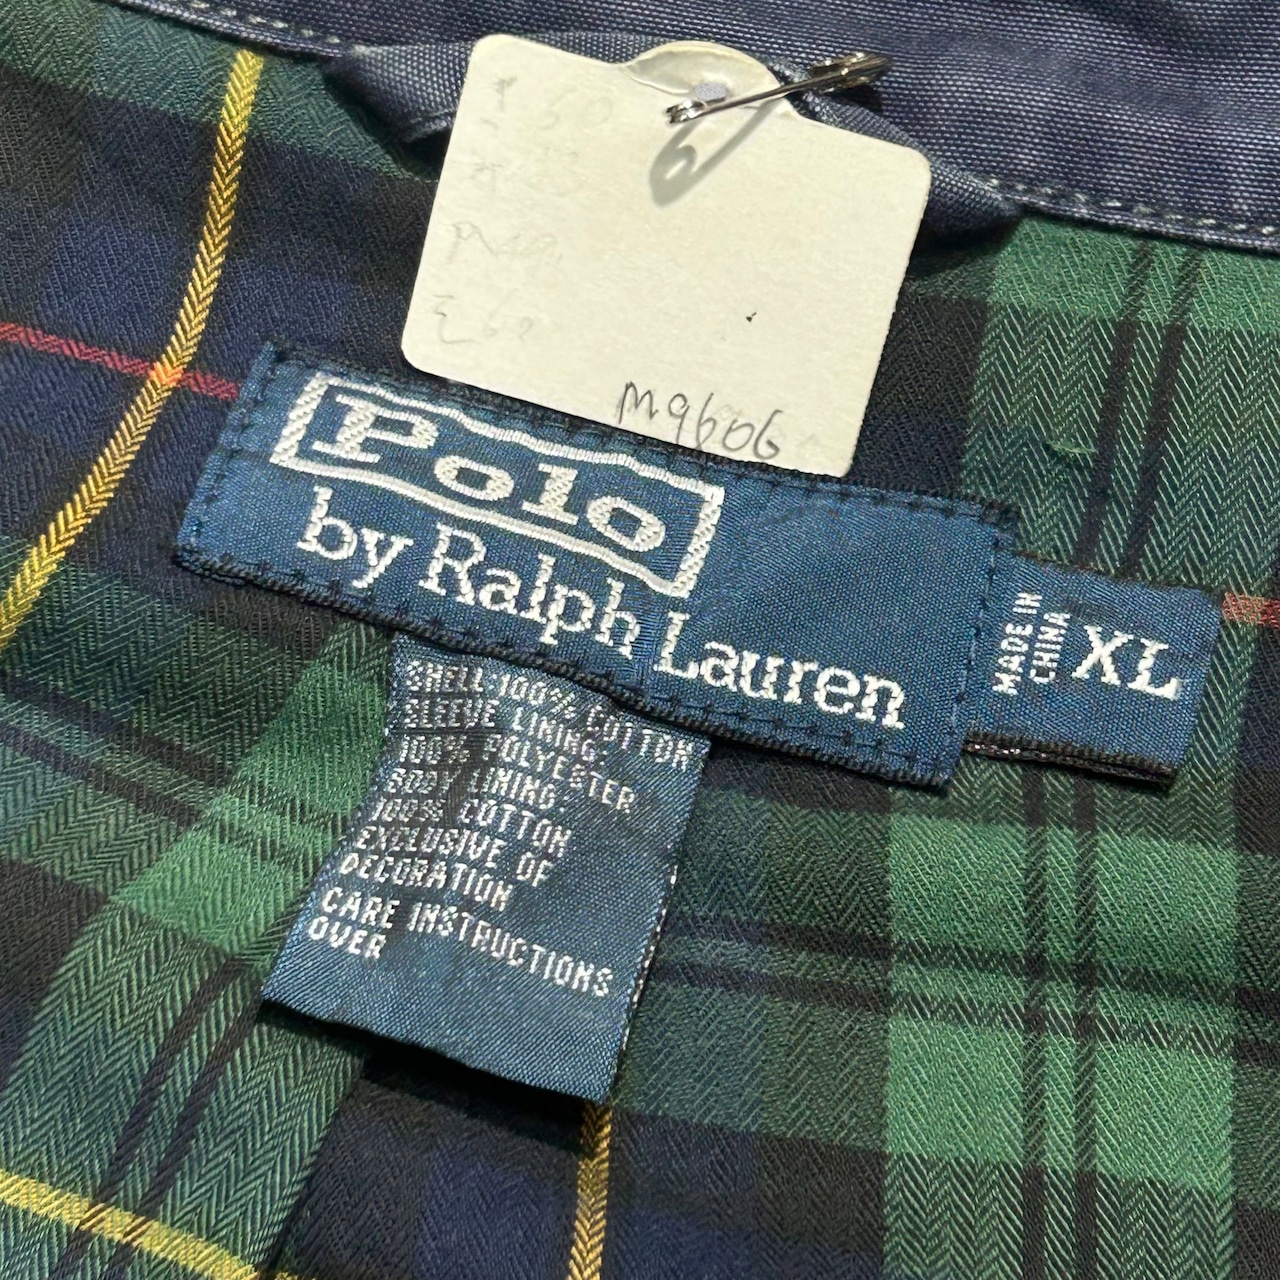 M9606
Polo
by Ralph Lauren
MADE IN
CHINA
XL
SHELL 100% COTTON
SLEEVE LINING:
100% POLYESTER
BODY LINING:
100% COTTON
EXCLUSIVE OF
DECORATION
CARE INSTRUCTIONS
OVER